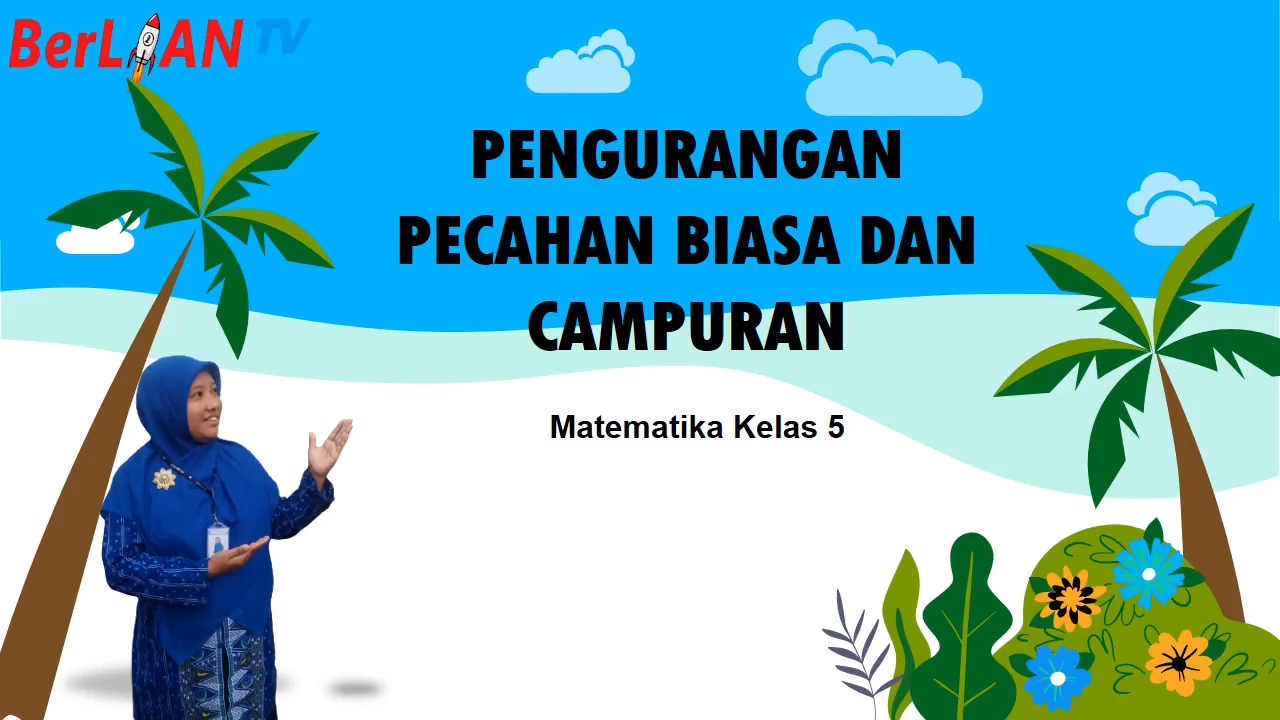 BerLIAN TV
PENGURANGAN
PECAHAN BIASA DAN
CAMPURAN
Matematika Kelas 5